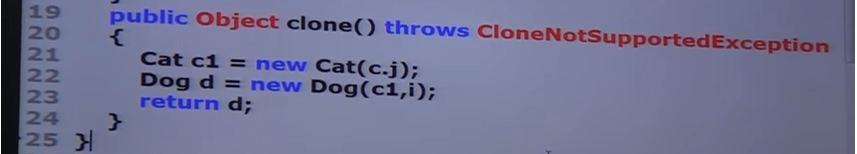 19 public Object clone() throws CloneNotSupportedException
20 {
21 Cat c1 = new Cat(c.j);
22 Dog d = new Dog(c1,i);
23 return d;
24 }
25 }